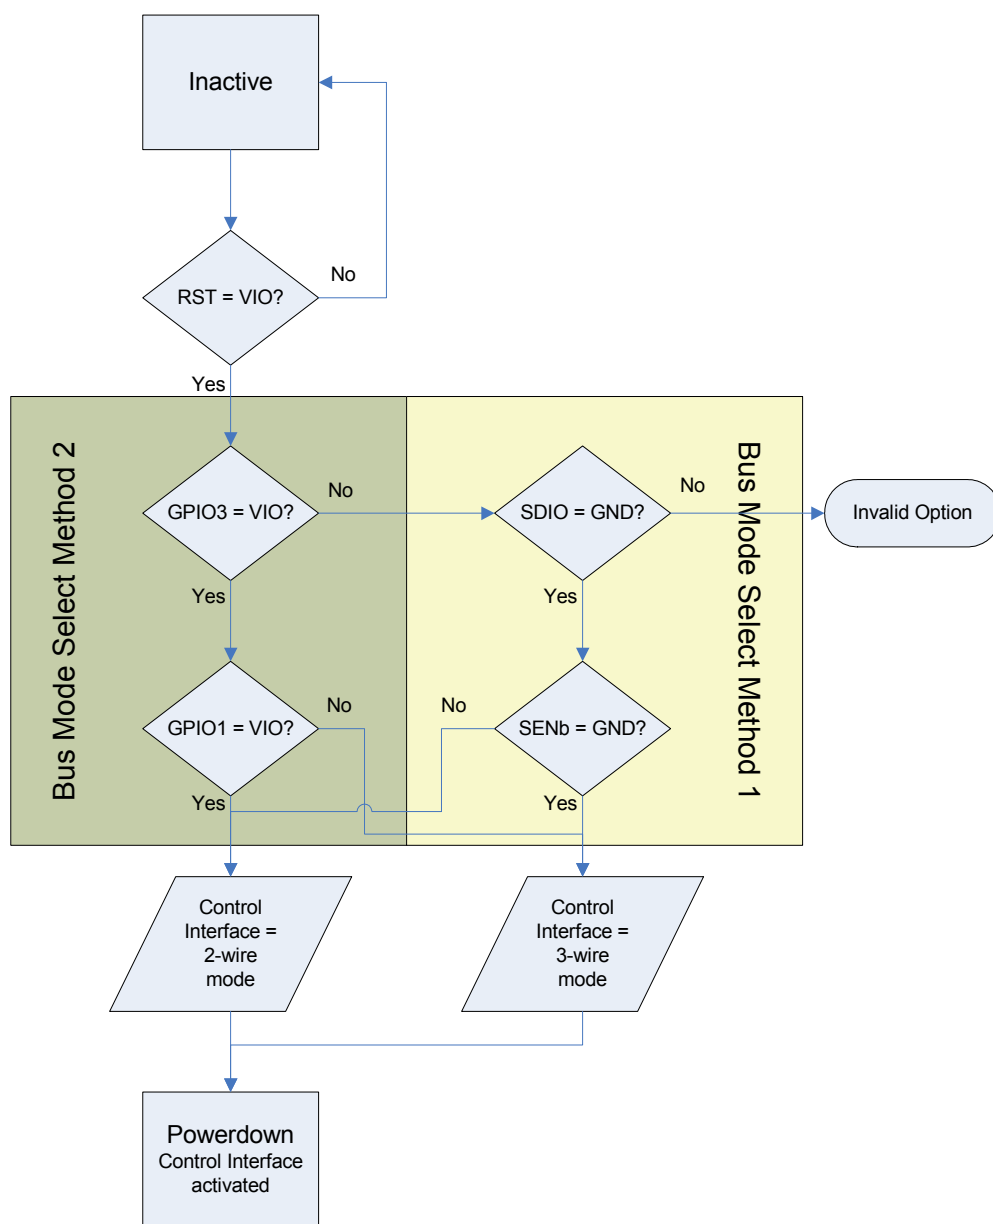 Inactive
RST = VIO?
No
Yes
Bus Mode Select Method 2
GPIO3 = VIO?
No
SDIO = GND?
No
Bus Mode Select Method 1
Invalid Option
Yes
Yes
GPIO1 = VIO?
No
No
SENb = GND?
Yes
Yes
Control
Interface =
2-wire
mode
Control
Interface =
3-wire
mode
Powerdown
Control Interface
activated